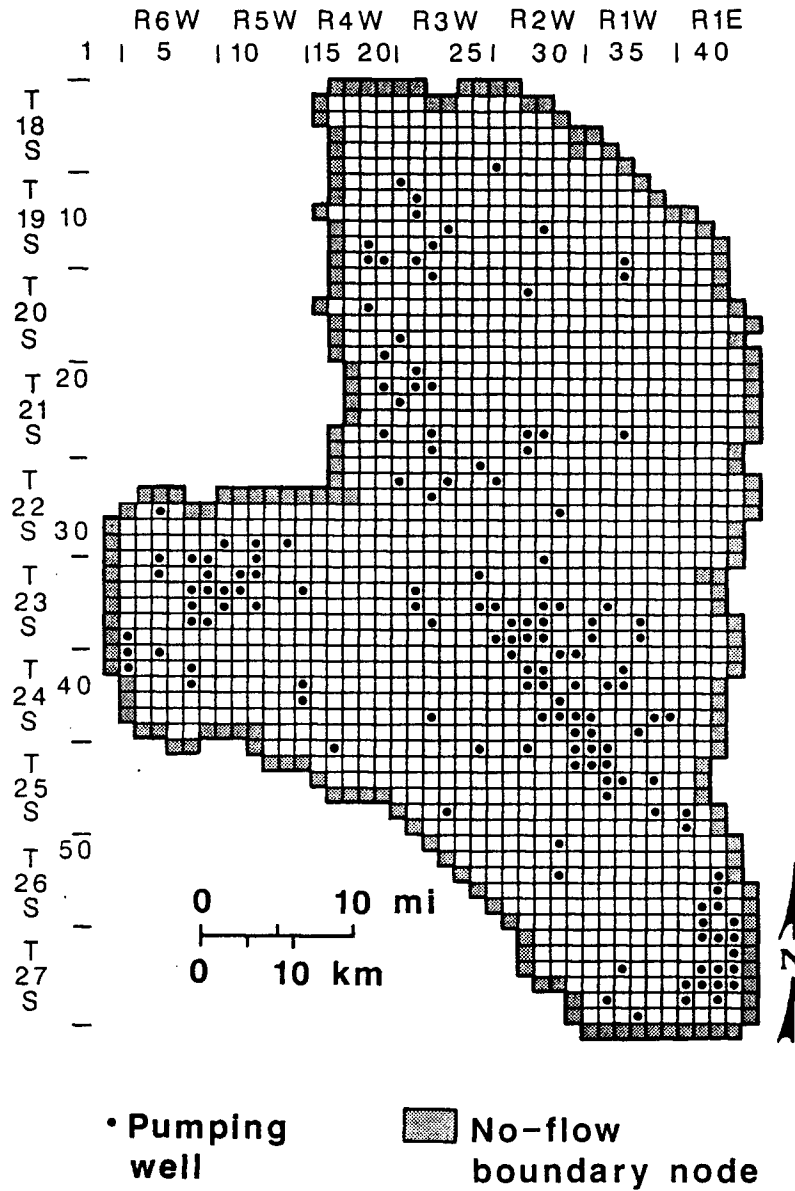 R6W R5W R4W R3W R2W R1W R1E
1 | 5 | 10 | 15 20 | 25 | 30 | 35 | 40
T
18
S
T
19 10
S
T
20
S
T 20
21
S
T
22
S 30
T
23
S
T 40
24
S
T
25
S
T 50
26
S
T
27
S
0 10 mi
0 10 km
N
• Pumping
well
No-flow
boundary node